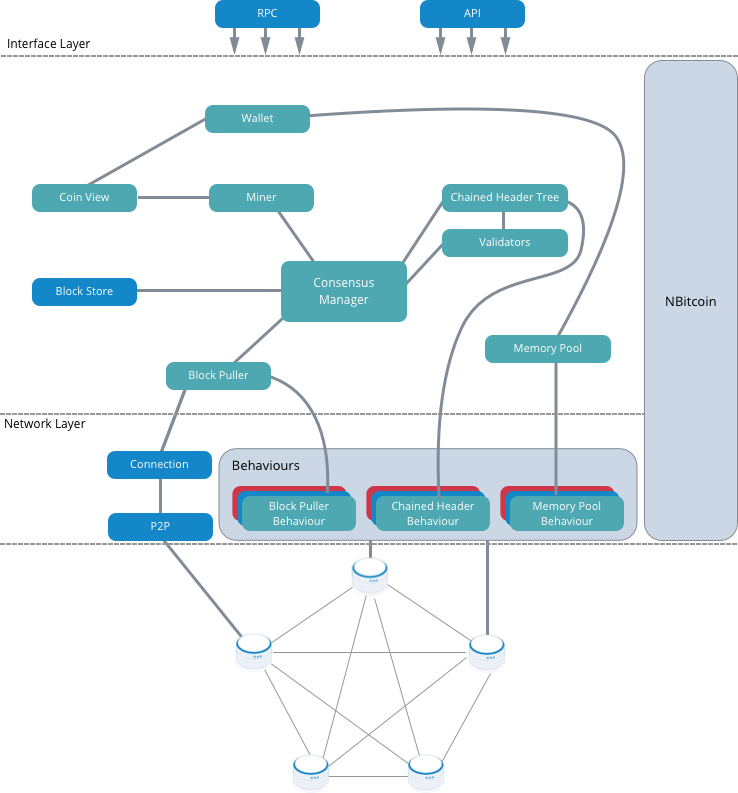 RPC
API
Interface Layer
Wallet
Coin View
Miner
Chained Header Tree
Validators
Consensus
Manager
Block Store
NBitcoin
Memory Pool
Block Puller
Network Layer
Connection
Behaviours
Block Puller
Behaviour
Chained Header
Behaviour
Memory Pool
Behaviour
P2P